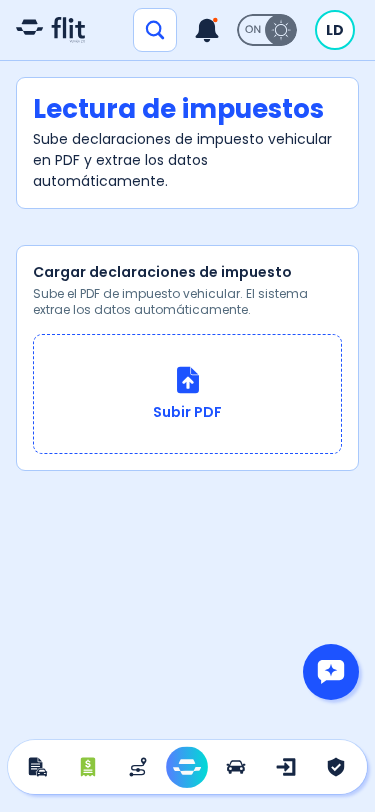 flit
ON
LD
Lectura de impuestos
Sube declaraciones de impuesto vehicular
en PDF y extrae los datos
automáticamente.
Cargar declaraciones de impuesto
Sube el PDF de impuesto vehicular. El sistema
extrae los datos automáticamente.
Subir PDF